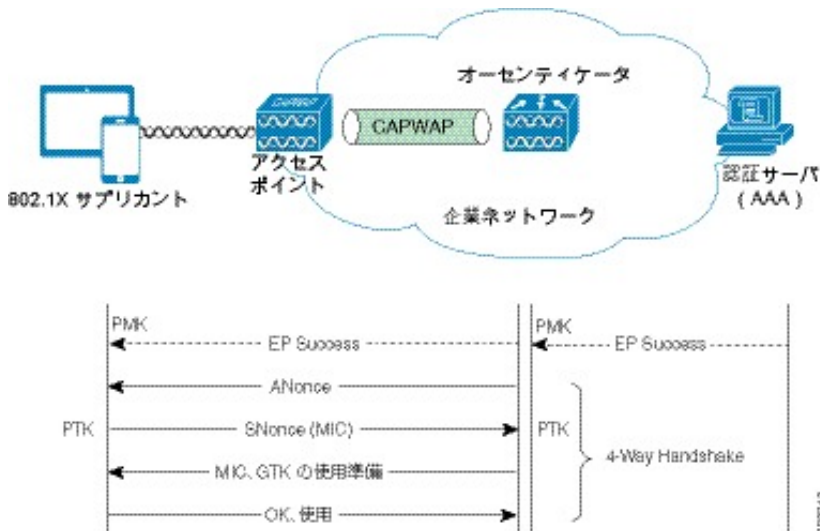 オーセンティケータ
CAPWAP
CAPWAP
アクセス
ポイント
802.1X サプリカント
認証サーバ
(AAA)
企業ネットワーク
PMK
EP Success
PMK
EP Success
ANonce
PTK
SNonce (MIC)
PTK
4-Way Handshake
MIC、GTK の使用準備
OK、使用